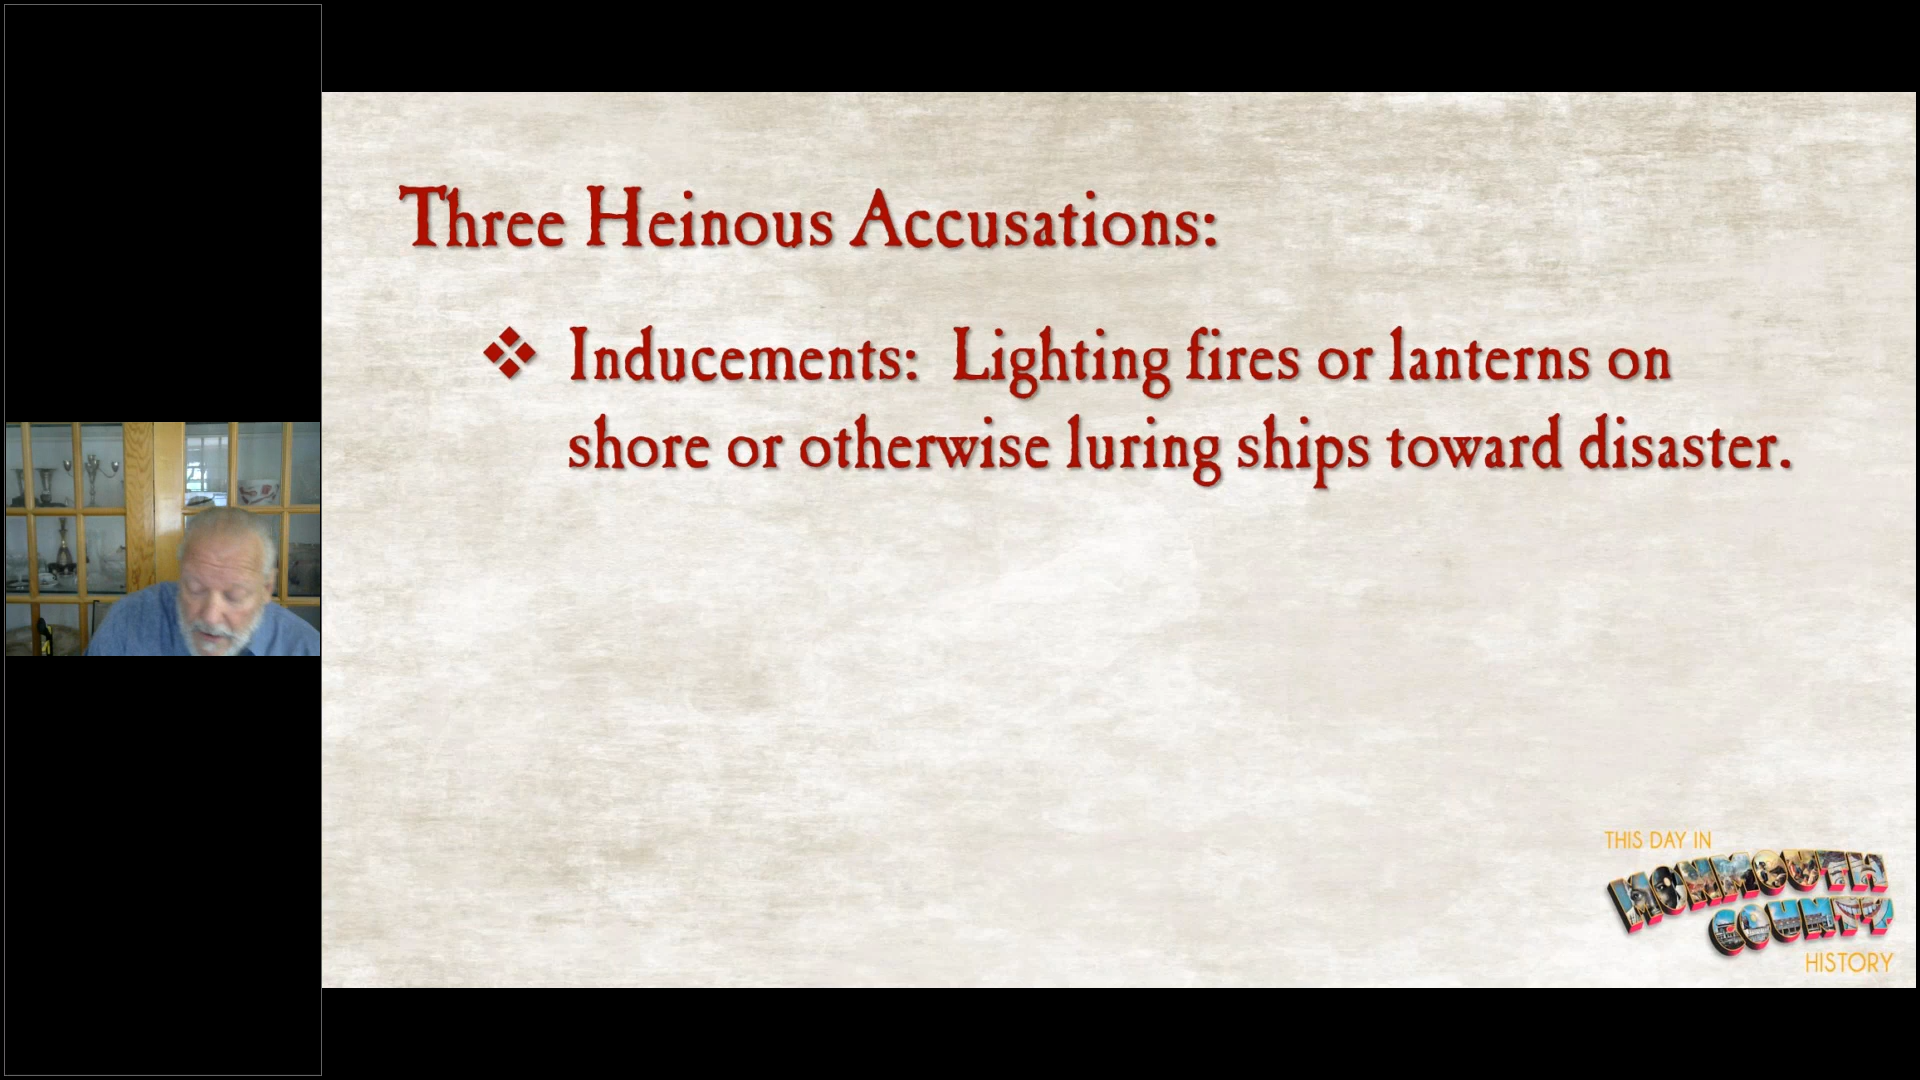 Three Heinous Accusations:
❖ Inducements: Lighting fires or lanterns on
shore or otherwise luring ships toward disaster.
THIS DAY IN
MONMOUTH
COUNTY
HISTORY